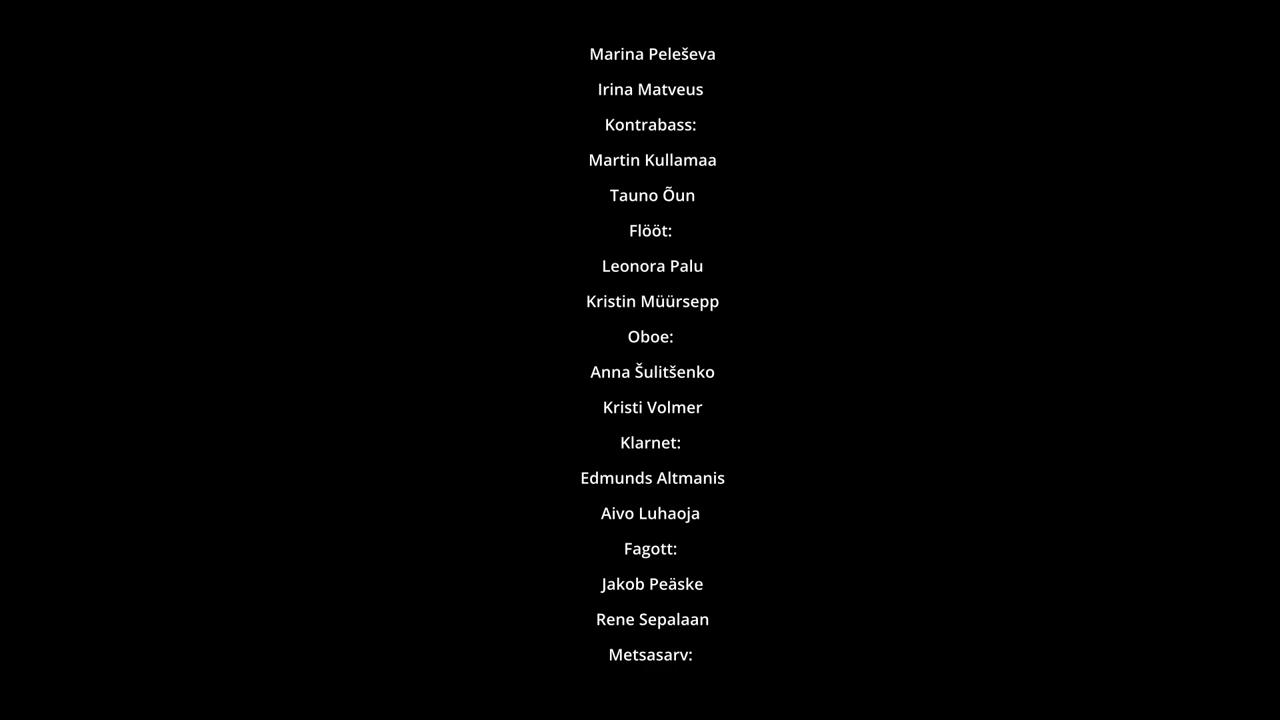 Marina Peleševa
Irina Matveus
Kontrabass:
Martin Kullamaa
Tauno Õun
Flööt:
Leonora Palu
Kristin Müürsepp
Oboe:
Anna Šulitšenko
Kristi Volmer
Klarnet:
Edmunds Altmanis
Aivo Luhaoja
Fagott:
Jakob Peäske
Rene Sepalaan
Metsasarv: